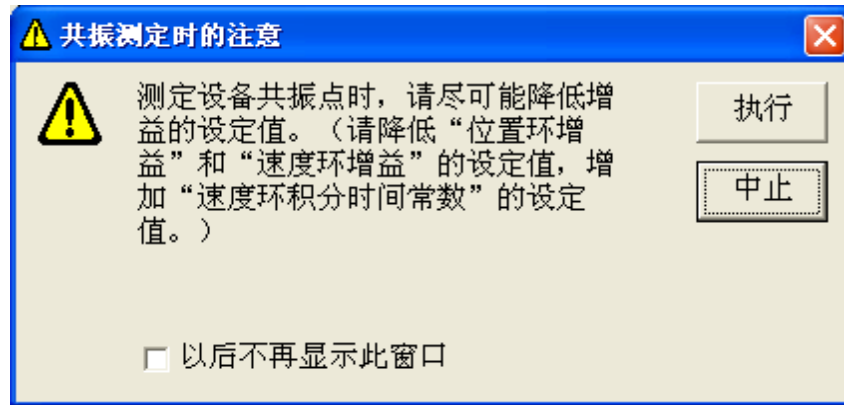 共振测定时的注意
测定设备共振点时，请尽可能降低增
益的设定值。（请降低“位置环增
益”和“速度环增益”的设定值，增
加“速度环积分时间常数”的设定
值。）
执行
中止
以后不再显示此窗口